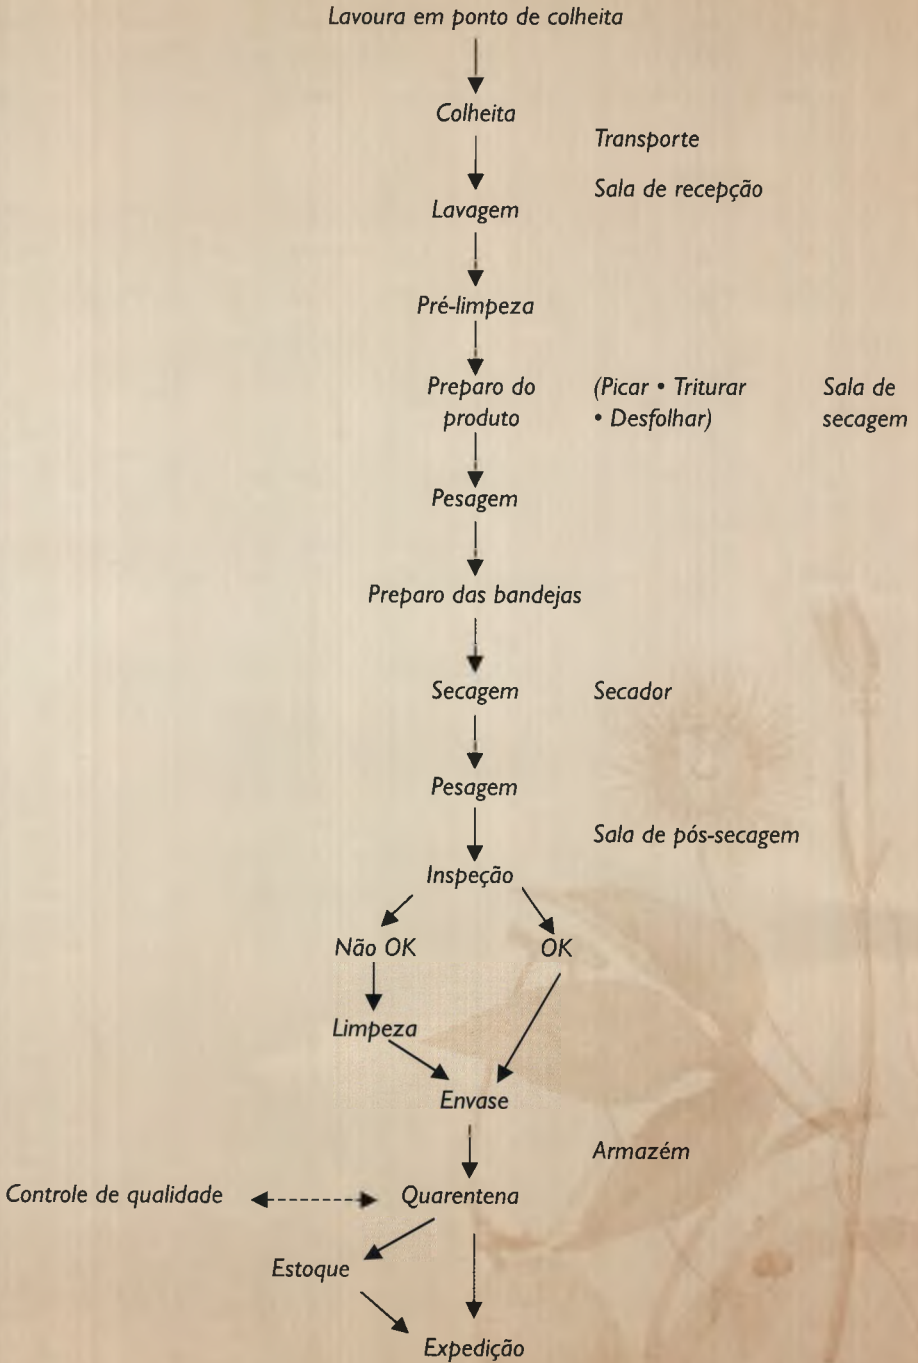 Lavoura em ponto de colheita
Colheita
Transporte
Sala de recepção
Lavagem
Pré-limpeza
Preparo do
produto
(Picar • Triturar
• Desfolhar)
Sala de
secagem
Pesagem
Preparo das bandejas
Secagem
Secador
Pesagem
Sala de pós-secagem
Inspeção
Não OK
OK
Limpeza
Envase
Armazém
Controle de qualidade
Quarentena
Estoque
Expedição